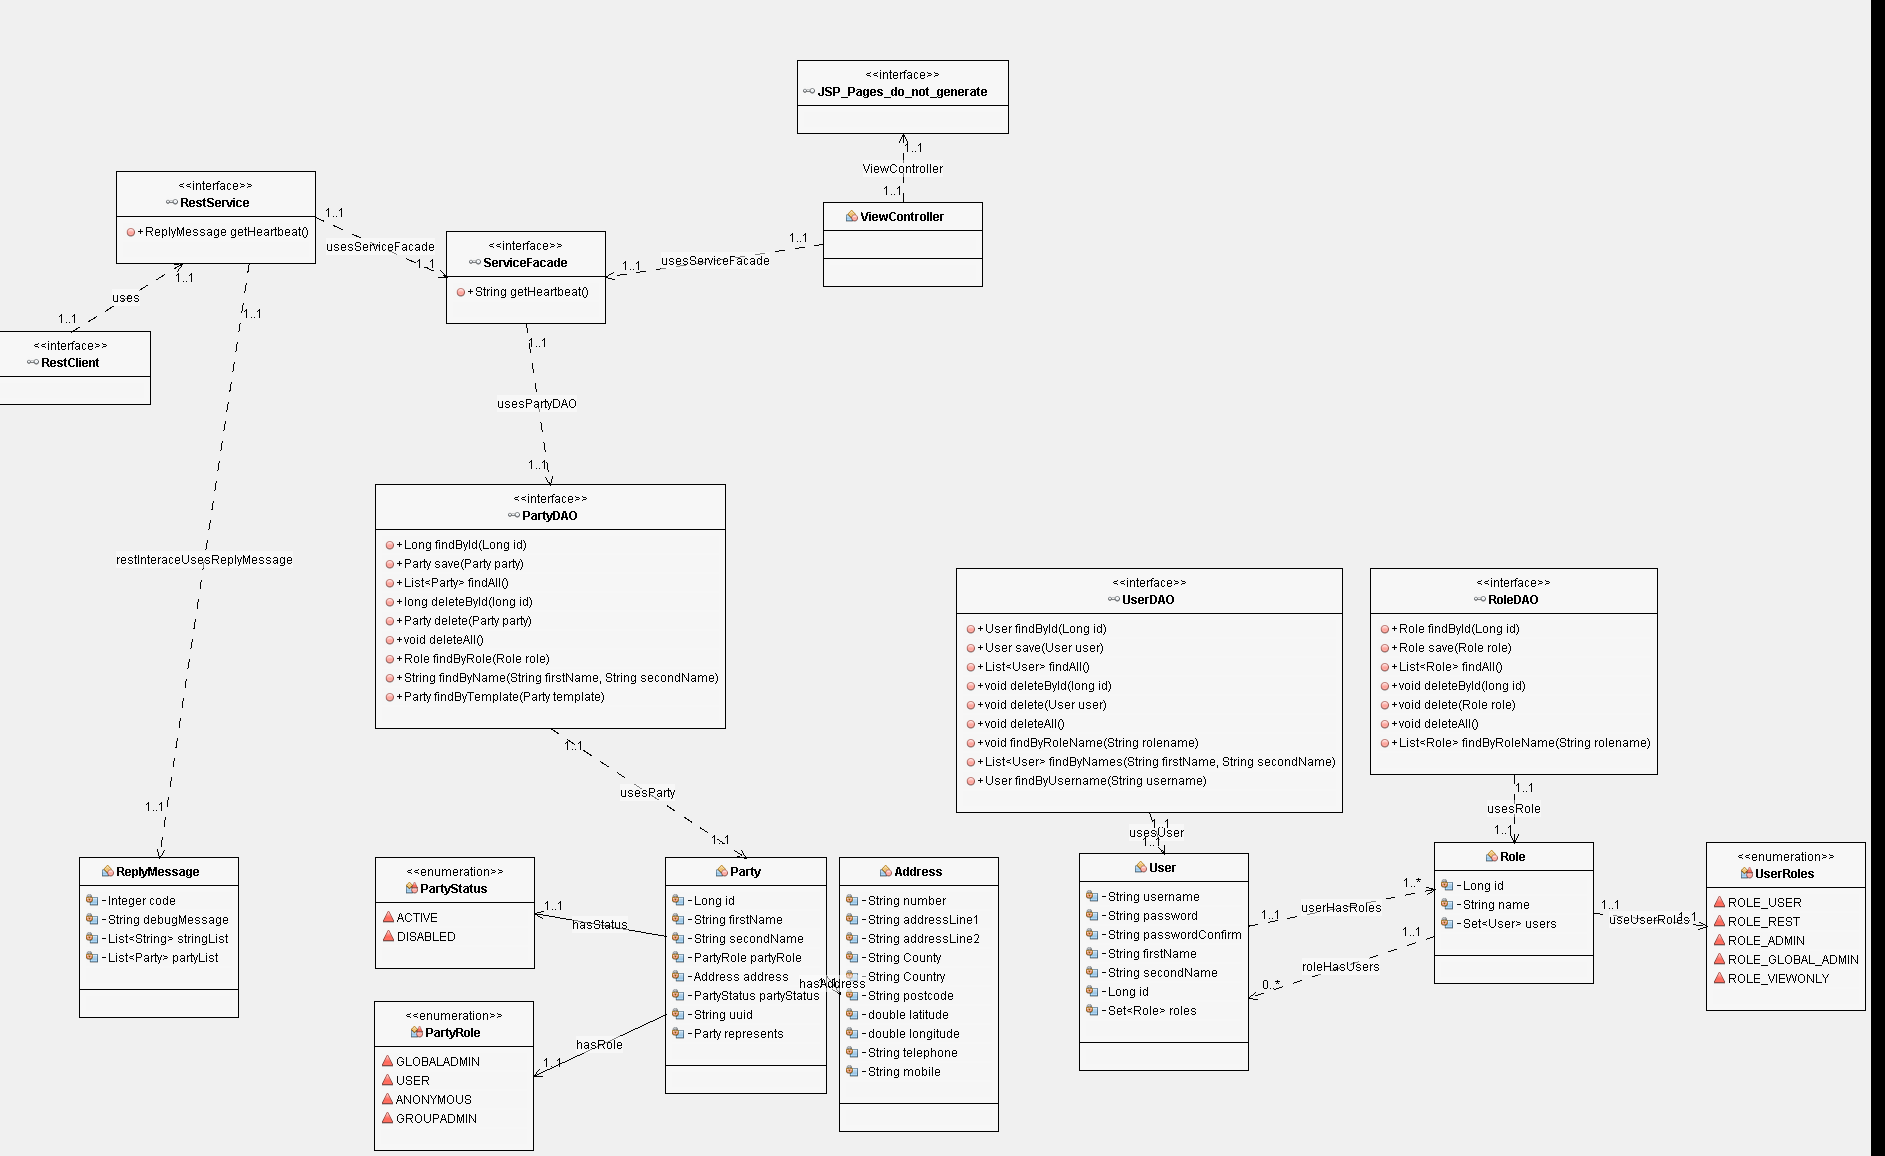 <<interface>>
JSP_Pages_do_not_generate
1..1
ViewController
1..1
ViewController
<<interface>>
RestService
+ReplyMessage getHeartbeat()
1..1
usesServiceFacade
1..1
<<interface>>
ServiceFacade
+String getHeartbeat()
1..1
usesServiceFacade
1..1
1..1
uses
1..1
<<interface>>
RestClient
1..1
restInteraceUsesReplyMessage
1..1
1..1
usesPartyDAO
1..1
<<interface>>
PartyDAO
+Long findById(Long id)
+Party save(Party party)
+List<Party> findAll()
+long deleteById(long id)
+Party delete(Party party)
+void deleteAll()
+Role findByRole(Role role)
+String findByName(String firstName, String secondName)
+Party findByTemplate(Party template)
1..1
usesParty
1..1
<<interface>>
UserDAO
+User findById(Long id)
+User save(User user)
+List<User> findAll()
+void deleteById(long id)
+void delete(User user)
+void deleteAll()
+void findByRoleName(String rolename)
+List<User> findByNames(String firstName, String secondName)
+User findByUsername(String username)
1..1
usesUser
1..1
<<interface>>
RoleDAO
+Role findById(Long id)
+Role save(Role role)
+List<Role> findAll()
+void deleteById(long id)
+void delete(Role role)
+void deleteAll()
+List<Role> findByRoleName(String rolename)
1..1
usesRole
1..1
ReplyMessage
-Integer code
-String debugMessage
-List<String> stringList
-List<Party> partyList
<<enumeration>>
PartyStatus
ACTIVE
DISABLED
1..1
hasStatus
<<enumeration>>
PartyRole
GLOBALADMIN
USER
ANONYMOUS
GROUPADMIN
hasRole
1..1
Party
-Long id
-String firstName
-String secondName
-PartyRole partyRole
-Address address
-PartyStatus partyStatus
-String uuid
-Party represents
hasAddress
Address
-String number
-String addressLine1
-String addressLine2
-String County
-String Country
-String postcode
-double latitude
-double longitude
-String telephone
-String mobile
User
-String username
-String password
-String passwordConfirm
-String firstName
-String secondName
-Long id
-Set<Role> roles
1..*
userHasRoles
1..1
1..1
roleHasUsers
0..*
Role
-Long id
-String name
-Set<User> users
1..1
useUserRoles
1..1
<<enumeration>>
UserRoles
ROLE_USER
ROLE_REST
ROLE_ADMIN
ROLE_GLOBAL_ADMIN
ROLE_VIEWONLY